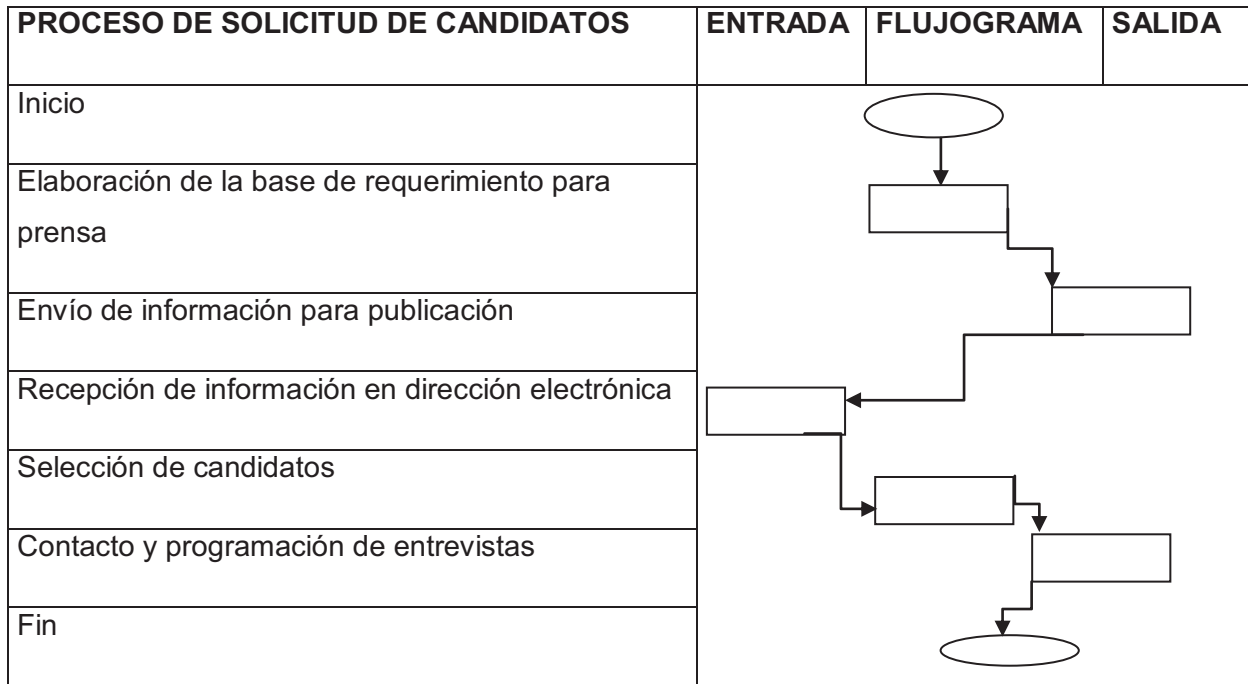 PROCESO DE SOLICITUD DE CANDIDATOS ENTRADA FLUJOGRAMA SALIDA
Inicio
Elaboración de la base de requerimiento para
prensa
Envío de información para publicación
Recepción de información en dirección electrónica
Selección de candidatos
Contacto y programación de entrevistas
Fin